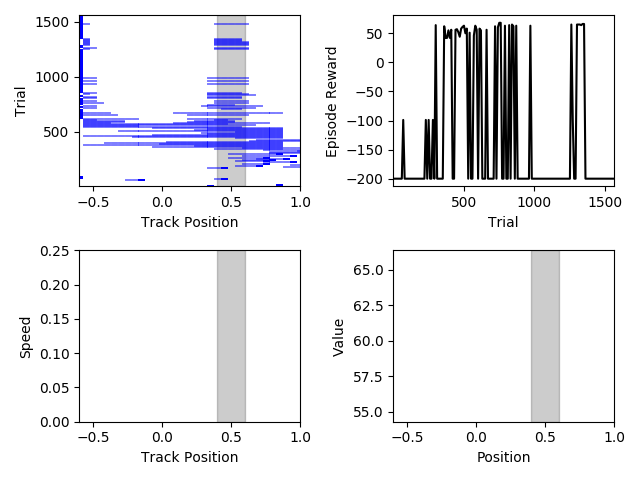 1500
1000
500
Trial
−0.5 0.0 0.5 1.0
Track Position
50
0
−50
−100
−150
−200
Episode Reward
500 1000 1500
Trial
0.25
0.20
0.15
0.10
0.05
0.00
Speed
−0.5 0.0 0.5 1.0
Track Position
65.0
62.5
60.0
57.5
55.0
Value
−0.5 0.0 0.5 1.0
Position